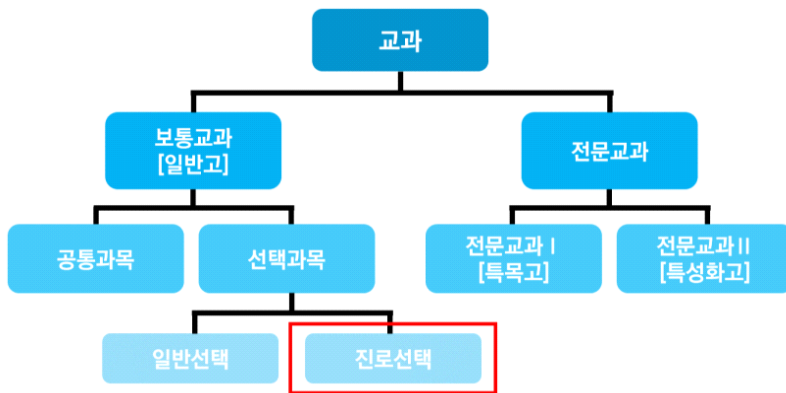 교과
보통교과
[일반고]
전문교과
공통과목
선택과목
전문교과 I
[특목고]
전문교과 II
[특성화고]
일반선택
진로선택